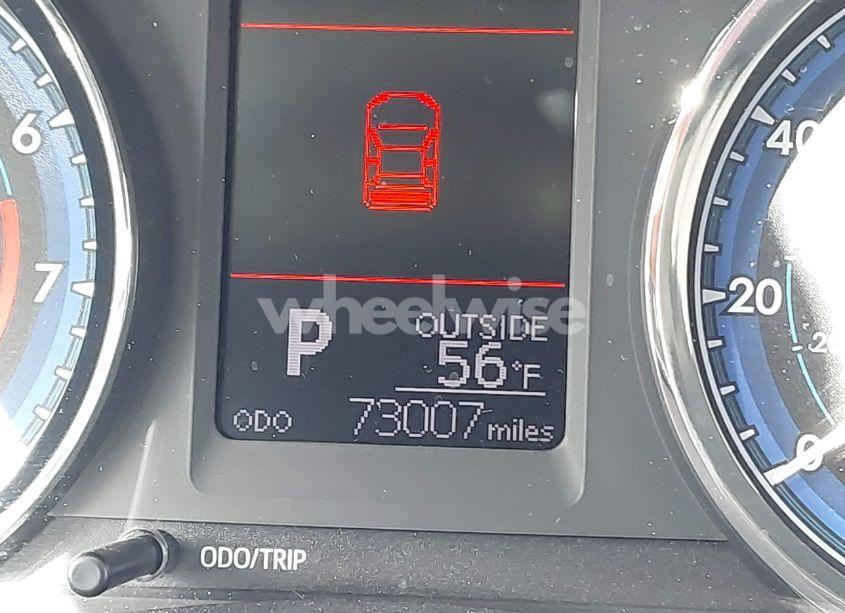 6
7
40
20
0
wheelwise
P
OUTSIDE
56°F
ODO 73007 miles
ODO/TRIP